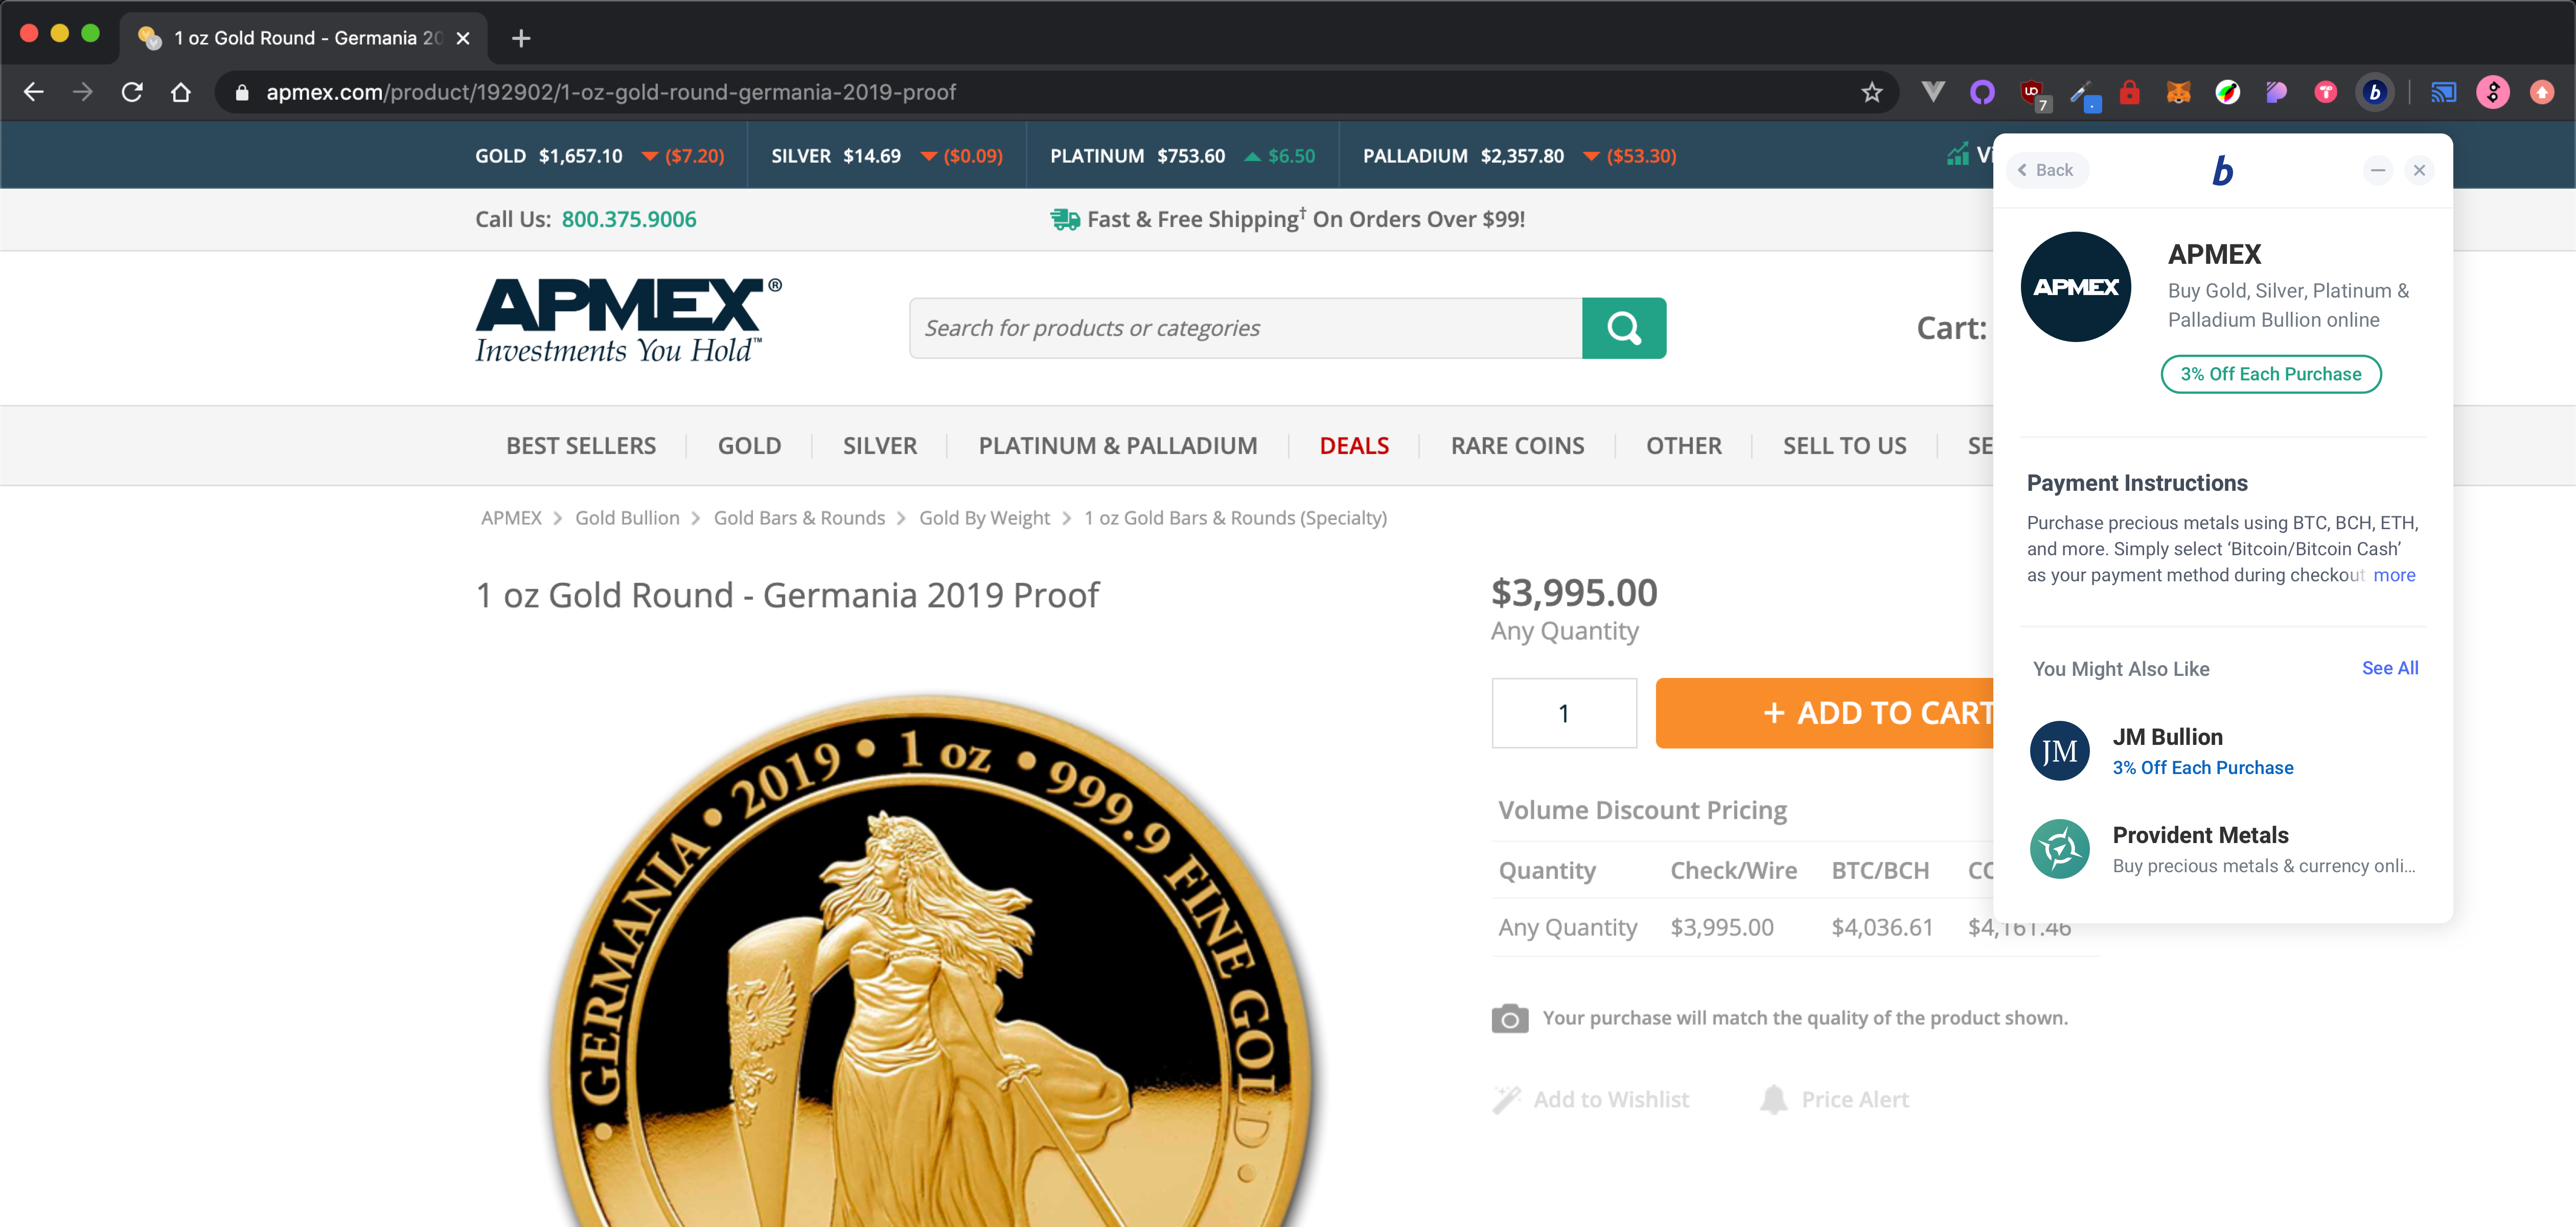 1 oz Gold Round - Germania 20
apmex.com/product/192902/1-oz-gold-round-germania-2019-proof
7
b
GOLD $1,657.10 ($7.20) SILVER $14.69 ($0.09) PLATINUM $753.60 $6.50 PALLADIUM $2,357.80 ($53.30)
Call Us: 800.375.9006 Fast & Free Shipping† On Orders Over $99!
APMEX®
Investments You Hold™
Search for products or categories
Cart:
BEST SELLERS GOLD SILVER PLATINUM & PALLADIUM DEALS RARE COINS OTHER SELL TO US
APMEX > Gold Bullion > Gold Bars & Rounds > Gold By Weight > 1 oz Gold Bars & Rounds (Specialty)
1 oz Gold Round - Germania 2019 Proof
GERMANIA • 2019 • 1 oz • 999.9 FINE GOLD
$3,995.00
Any Quantity
1
+ ADD TO CART
Volume Discount Pricing
Quantity Check/Wire BTC/BCH CC
Any Quantity $3,995.00 $4,036.61 $4,161.46
Your purchase will match the quality of the product shown.
Add to Wishlist Price Alert
Back
b
APMEX
APMEX
Buy Gold, Silver, Platinum &
Palladium Bullion online
3% Off Each Purchase
Payment Instructions
Purchase precious metals using BTC, BCH, ETH,
and more. Simply select ‘Bitcoin/Bitcoin Cash’
as your payment method during checkout more
You Might Also Like See All
JM
JM Bullion
3% Off Each Purchase
Provident Metals
Buy precious metals & currency onli...